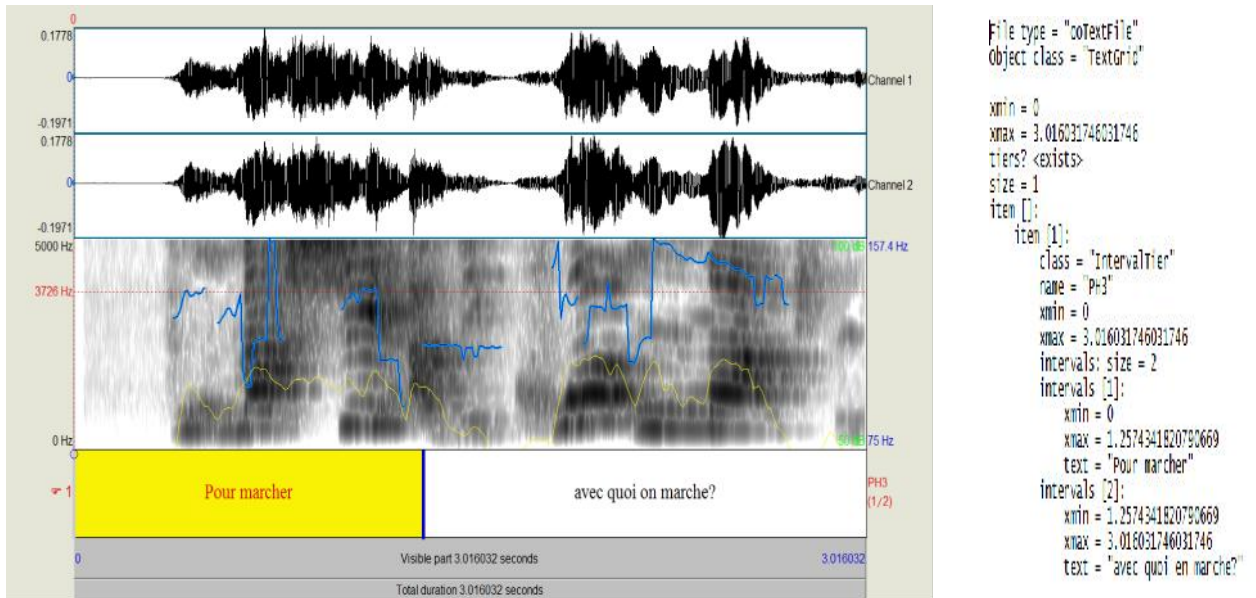 0
0.1778
0
-0.1971
Channel 1
0.1778
0
-0.1971
Channel 2
5000 Hz
100 dB 157.4 Hz
3726 Hz
0 Hz
50 dB 75 Hz
1
Pour marcher
avec quoi on marche?
PH3
(1/2)
0
Visible part 3.016032 seconds
3.016032
Total duration 3.016032 seconds
File type = "ooTextFile"
Object class = "TextGrid"
xmin = 0
xmax = 3.016031746031746
tiers? <exists>
size = 1
item []:
item [1]:
class = "IntervalTier"
name = "PH3"
xmin = 0
xmax = 3.016031746031746
intervals: size = 2
intervals [1]:
xmin = 0
xmax = 1.2574341820790669
text = "Pour marcher"
intervals [2]:
xmin = 1.2574341820790669
xmax = 3.016031746031746
text = "avec quoi en marche?"